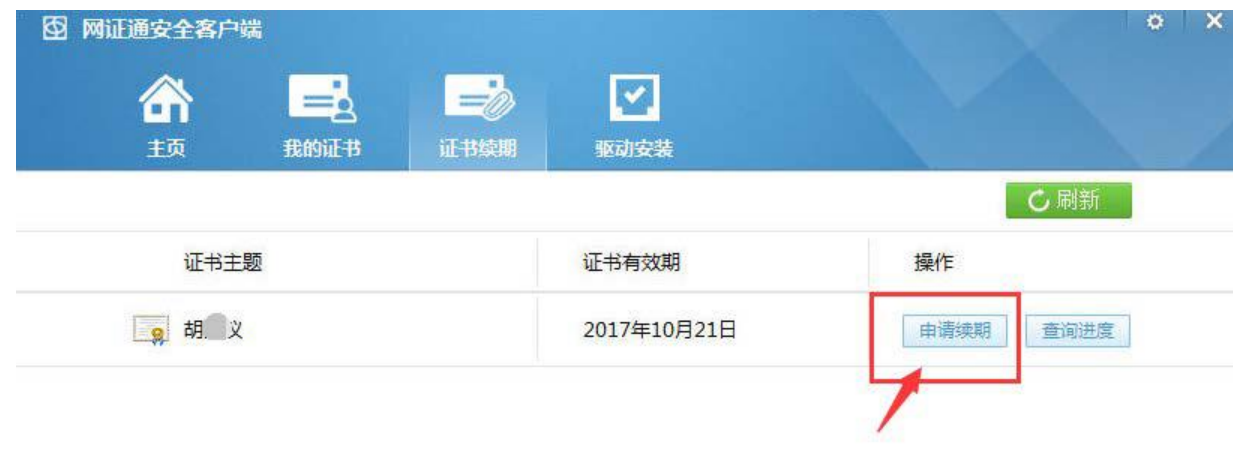 网证通安全客户端
主页 我的证书 证书续期 驱动安装
刷新
证书主题 证书有效期 操作
胡 义 2017年10月21日 申请续期 查询进度